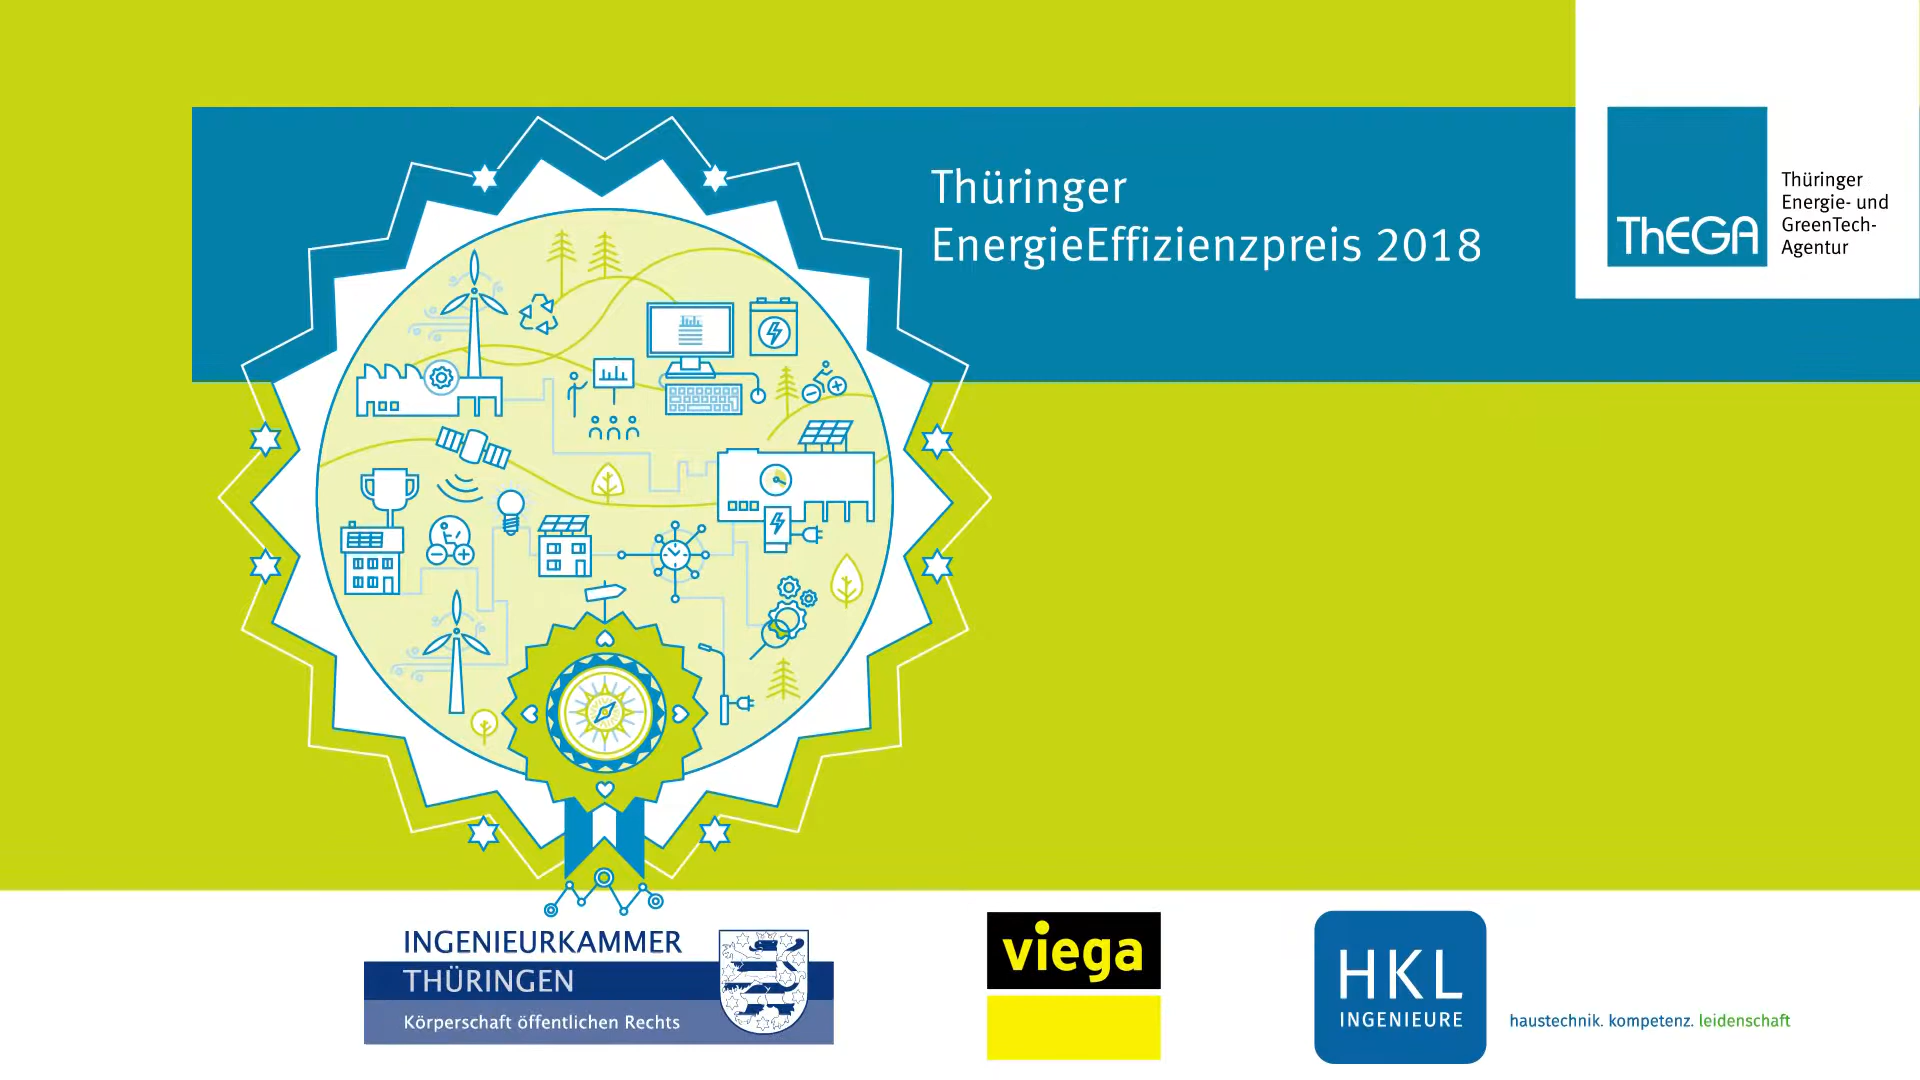 Thüringer
EnergieEffizienzpreis 2018
ThEGA
Thüringer
Energie- und
GreenTech-
Agentur
INGENIEURKAMMER
THÜRINGEN
Körperschaft öffentlichen Rechts
viega
HKL
INGENIEURE
haustechnik. kompetenz. leidenschaft